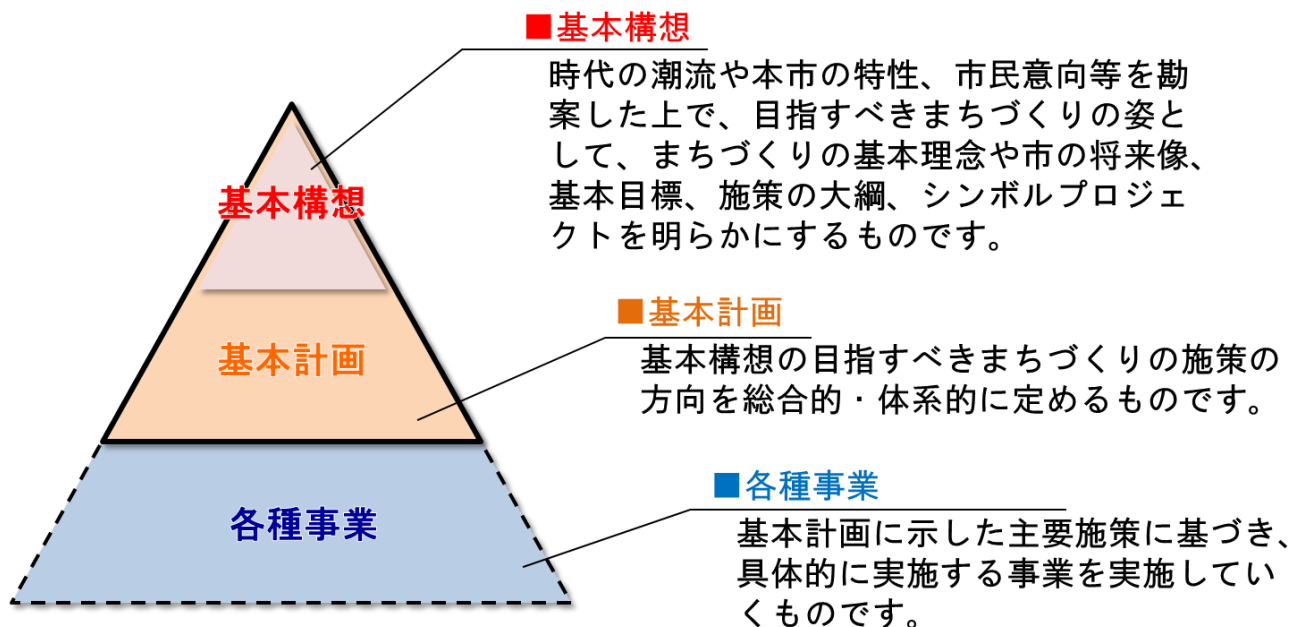 ■基本構想
時代の潮流や本市の特性、市民意向等を勘
案した上で、目指すべきまちづくりの姿と
して、まちづくりの基本理念や市の将来像、
基本目標、施策の大綱、シンボルプロジェ
クトを明らかにするものです。
基本構想
■基本計画
基本構想の目指すべきまちづくりの施策の
方向を総合的・体系的に定めるものです。
基本計画
■各種事業
基本計画に示した主要施策に基づき、
具体的に実施する事業を実施してい
くものです。
各種事業